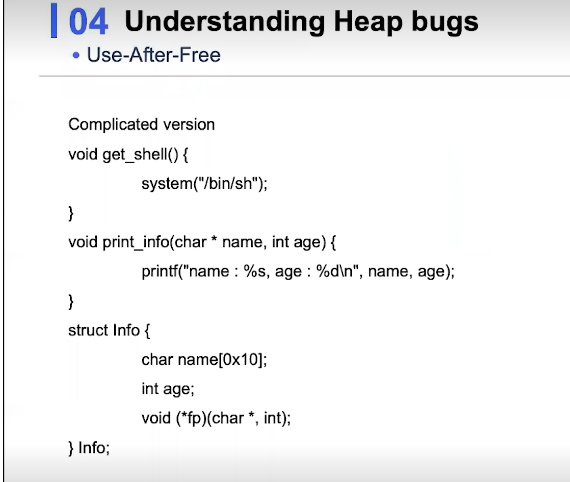 04 Understanding Heap bugs
• Use-After-Free
Complicated version
void get_shell() {
system("/bin/sh");
}
void print_info(char * name, int age) {
printf("name : %s, age : %d\n", name, age);
}
struct Info {
char name[0x10];
int age;
void (*fp)(char *, int);
} Info;